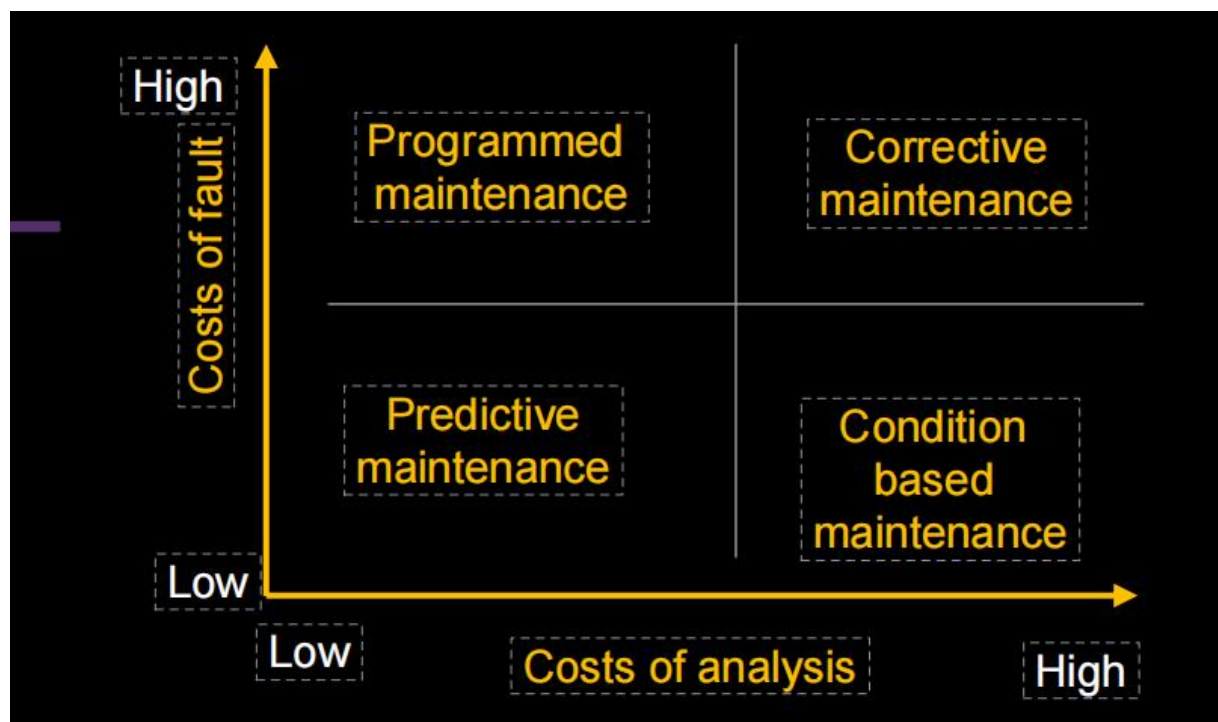 High
Costs of fault
Programmed
maintenance
Corrective
maintenance
Predictive
maintenance
Condition
based
maintenance
Low
Low
Costs of analysis
High